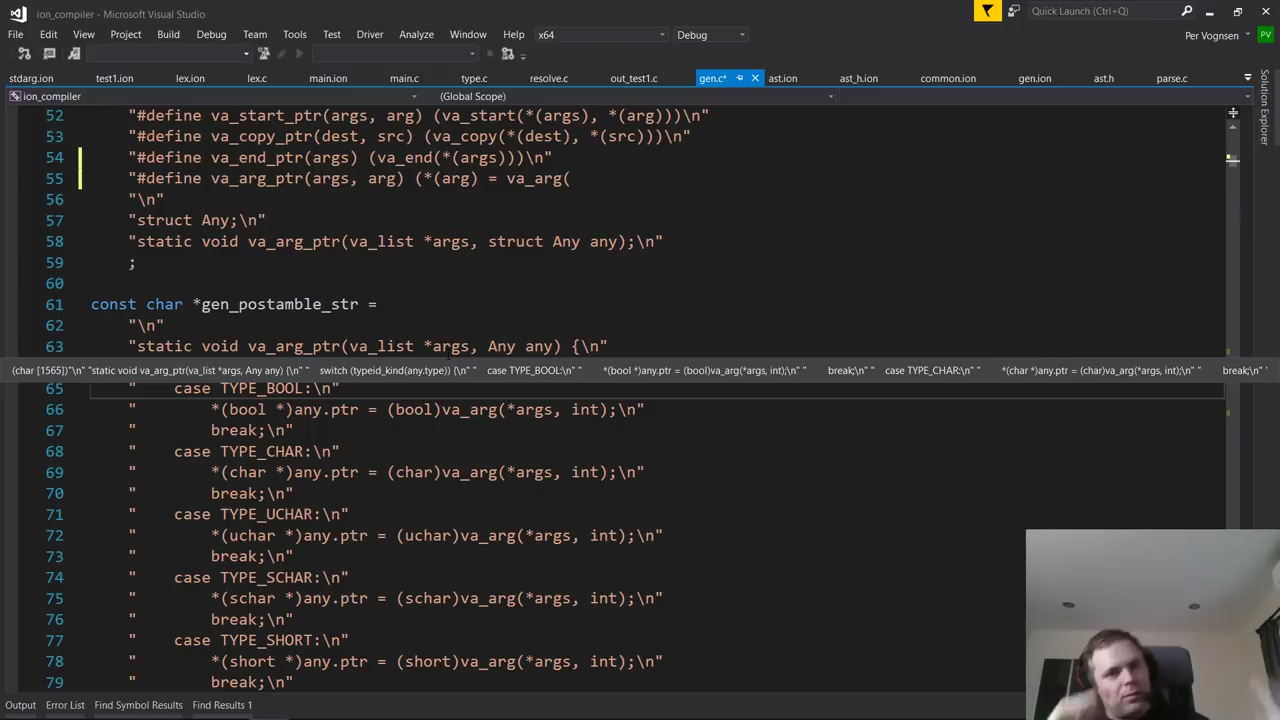 ion_compiler - Microsoft Visual Studio
Quick Launch (Ctrl+Q)
File Edit View Project Build Debug Team Tools Test Driver Analyze Window Help x64 Debug Per Vognsen PV
stdarg.ion test1.ion lex.ion lex.c main.ion main.c type.c resolve.c out_test1.c gen.c* ast.ion ast_h.ion common.ion gen.ion ast.h parse.c
ion_compiler (Global Scope)
Solution Explorer
52 "#define va_start_ptr(args, arg) (va_start(*(args), *(arg)))\n"
53 "#define va_copy_ptr(dest, src) (va_copy(*(dest), *(src)))\n"
54 "#define va_end_ptr(args) (va_end(*(args)))\n"
55 "#define va_arg_ptr(args, arg) (*(arg) = va_arg(
56 "\n"
57 "struct Any;\n"
58 "static void va_arg_ptr(va_list *args, struct Any any);\n"
59 ;
60
61 const char *gen_postamble_str =
62 "\n"
63 "static void va_arg_ptr(va_list *args, Any any) {\n"
(char [1565])"\n" "static void va_arg_ptr(va_list *args, Any any) {\n" " switch (typeid_kind(any.type)) {\n" " case TYPE_BOOL:\n" " *(bool *)any.ptr = (bool)va_arg(*args, int);\n" " break;\n" " case TYPE_CHAR:\n" " *(char *)any.ptr = (char)va_arg(*args, int);\n" " break;\n" "
65 " case TYPE_BOOL:\n"
66 " *(bool *)any.ptr = (bool)va_arg(*args, int);\n"
67 " break;\n"
68 " case TYPE_CHAR:\n"
69 " *(char *)any.ptr = (char)va_arg(*args, int);\n"
70 " break;\n"
71 " case TYPE_UCHAR:\n"
72 " *(uchar *)any.ptr = (uchar)va_arg(*args, int);\n"
73 " break;\n"
74 " case TYPE_SCHAR:\n"
75 " *(schar *)any.ptr = (schar)va_arg(*args, int);\n"
76 " break;\n"
77 " case TYPE_SHORT:\n"
78 " *(short *)any.ptr = (short)va_arg(*args, int);\n"
79 " break;\n"
Output Error List Find Symbol Results Find Results 1